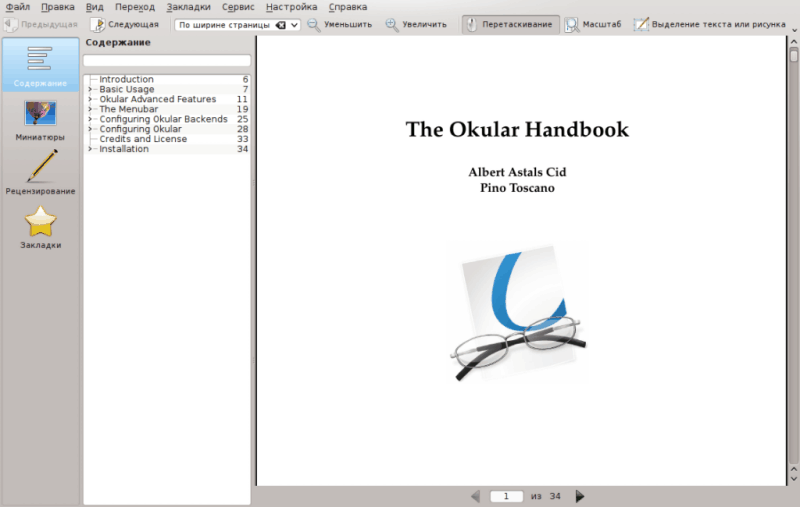 Файл Правка Вид Переход Закладки Сервис Настройка Справка
Предыдущая Следующая По ширине страницы Уменьшить Увеличить Перетаскивание Масштаб Выделение текста или рисунка
Содержание
Миниатюры
Рецензирование
Закладки
Содержание
Introduction 6
Basic Usage 7
Okular Advanced Features 11
The Menubar 19
Configuring Okular Backends 25
Configuring Okular 28
Credits and License 33
Installation 34
The Okular Handbook
Albert Astals Cid
Pino Toscano
1 из 34